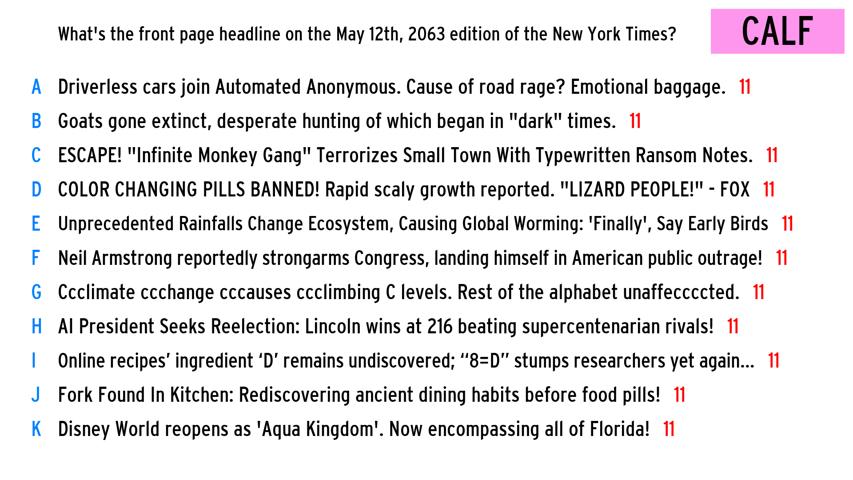 What's the front page headline on the May 12th, 2063 edition of the New York Times?
CALF
A Driverless cars join Automated Anonymous. Cause of road rage? Emotional baggage. 11
B Goats gone extinct, desperate hunting of which began in "dark" times. 11
C ESCAPE! "Infinite Monkey Gang" Terrorizes Small Town With Typewritten Ransom Notes. 11
D COLOR CHANGING PILLS BANNED! Rapid scaly growth reported. "LIZARD PEOPLE!" - FOX 11
E Unprecedented Rainfalls Change Ecosystem, Causing Global Worming: 'Finally', Say Early Birds 11
F Neil Armstrong reportedly strongarms Congress, landing himself in American public outrage! 11
G Ccclimate ccchange cccauses ccclimbing C levels. Rest of the alphabet unaffecccccted. 11
H AI President Seeks Reelection: Lincoln wins at 216 beating supercentenarian rivals! 11
I Online recipes’ ingredient ‘D’ remains undiscovered; “8=D” stumps researchers yet again... 11
J Fork Found In Kitchen: Rediscovering ancient dining habits before food pills! 11
K Disney World reopens as 'Aqua Kingdom'. Now encompassing all of Florida! 11